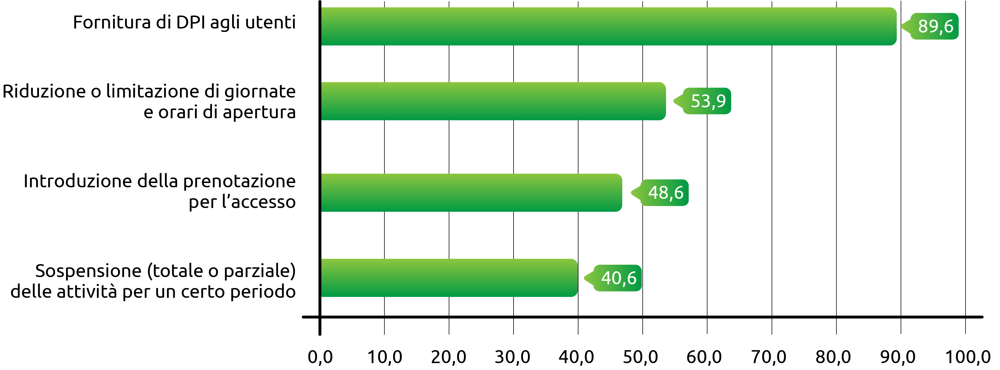 Fornitura di DPI agli utenti
89,6
Riduzione o limitazione di giornate
e orari di apertura
53,9
Introduzione della prenotazione
per l’accesso
48,6
Sospensione (totale o parziale)
delle attività per un certo periodo
40,6
0,0 10,0 20,0 30,0 40,0 50,0 60,0 70,0 80,0 90,0 100,0